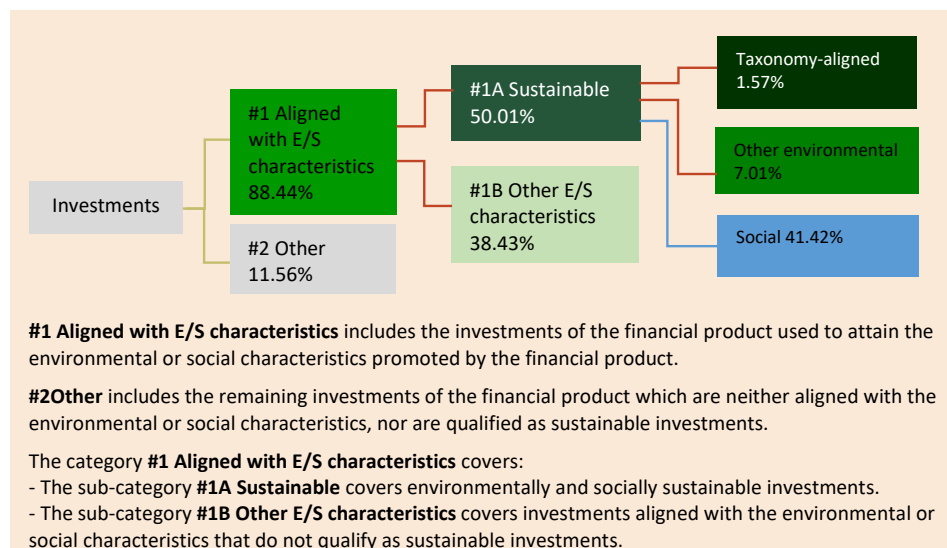 Investments
#1 Aligned
with E/S
characteristics
88.44%
#2 Other
11.56%
#1A Sustainable
50.01%
#1B Other E/S
characteristics
38.43%
Taxonomy-aligned
1.57%
Other environmental
7.01%
Social 41.42%
#1 Aligned with E/S characteristics includes the investments of the financial product used to attain the
environmental or social characteristics promoted by the financial product.
#2Other includes the remaining investments of the financial product which are neither aligned with the
environmental or social characteristics, nor are qualified as sustainable investments.
The category #1 Aligned with E/S characteristics covers:
- The sub-category #1A Sustainable covers environmentally and socially sustainable investments.
- The sub-category #1B Other E/S characteristics covers investments aligned with the environmental or
social characteristics that do not qualify as sustainable investments.